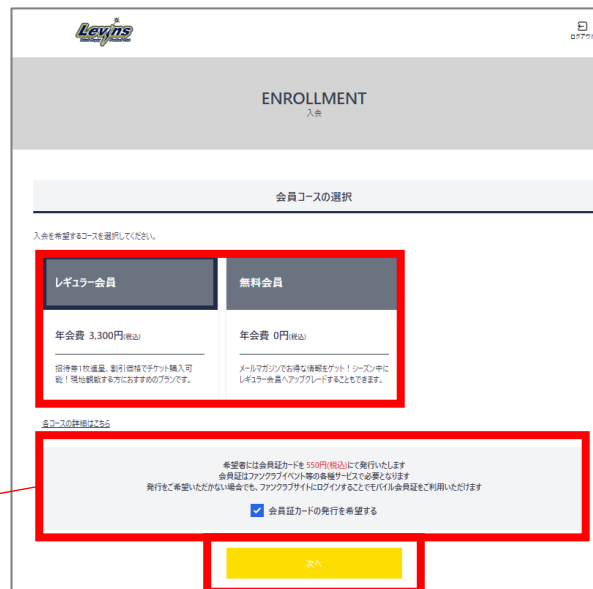 Levins
ログアウト
ENROLLMENT
入会
会員コースの選択
入会を希望するコースを選択してください。
レギュラー会員
年会費 3,300円(税込)
招待券1枚進呈、割引価格でチケット購入可
能！現地観戦する方におすすめのプランです。
無料会員
年会費 0円(税込)
メールマガジンでお得な情報をゲット！シーズン中に
レギュラー会員へアップグレードすることもできます。
各コースの詳細はこちら
希望者には会員証カードを 550円(税込)にて発行いたします
会員証はファンクラブイベント等の各種サービスで必要となります
発行をご希望いただかない場合でも、ファンクラブサイトにログインすることでモバイル会員証をご利用いただけます
会員証カードの発行を希望する
次へ